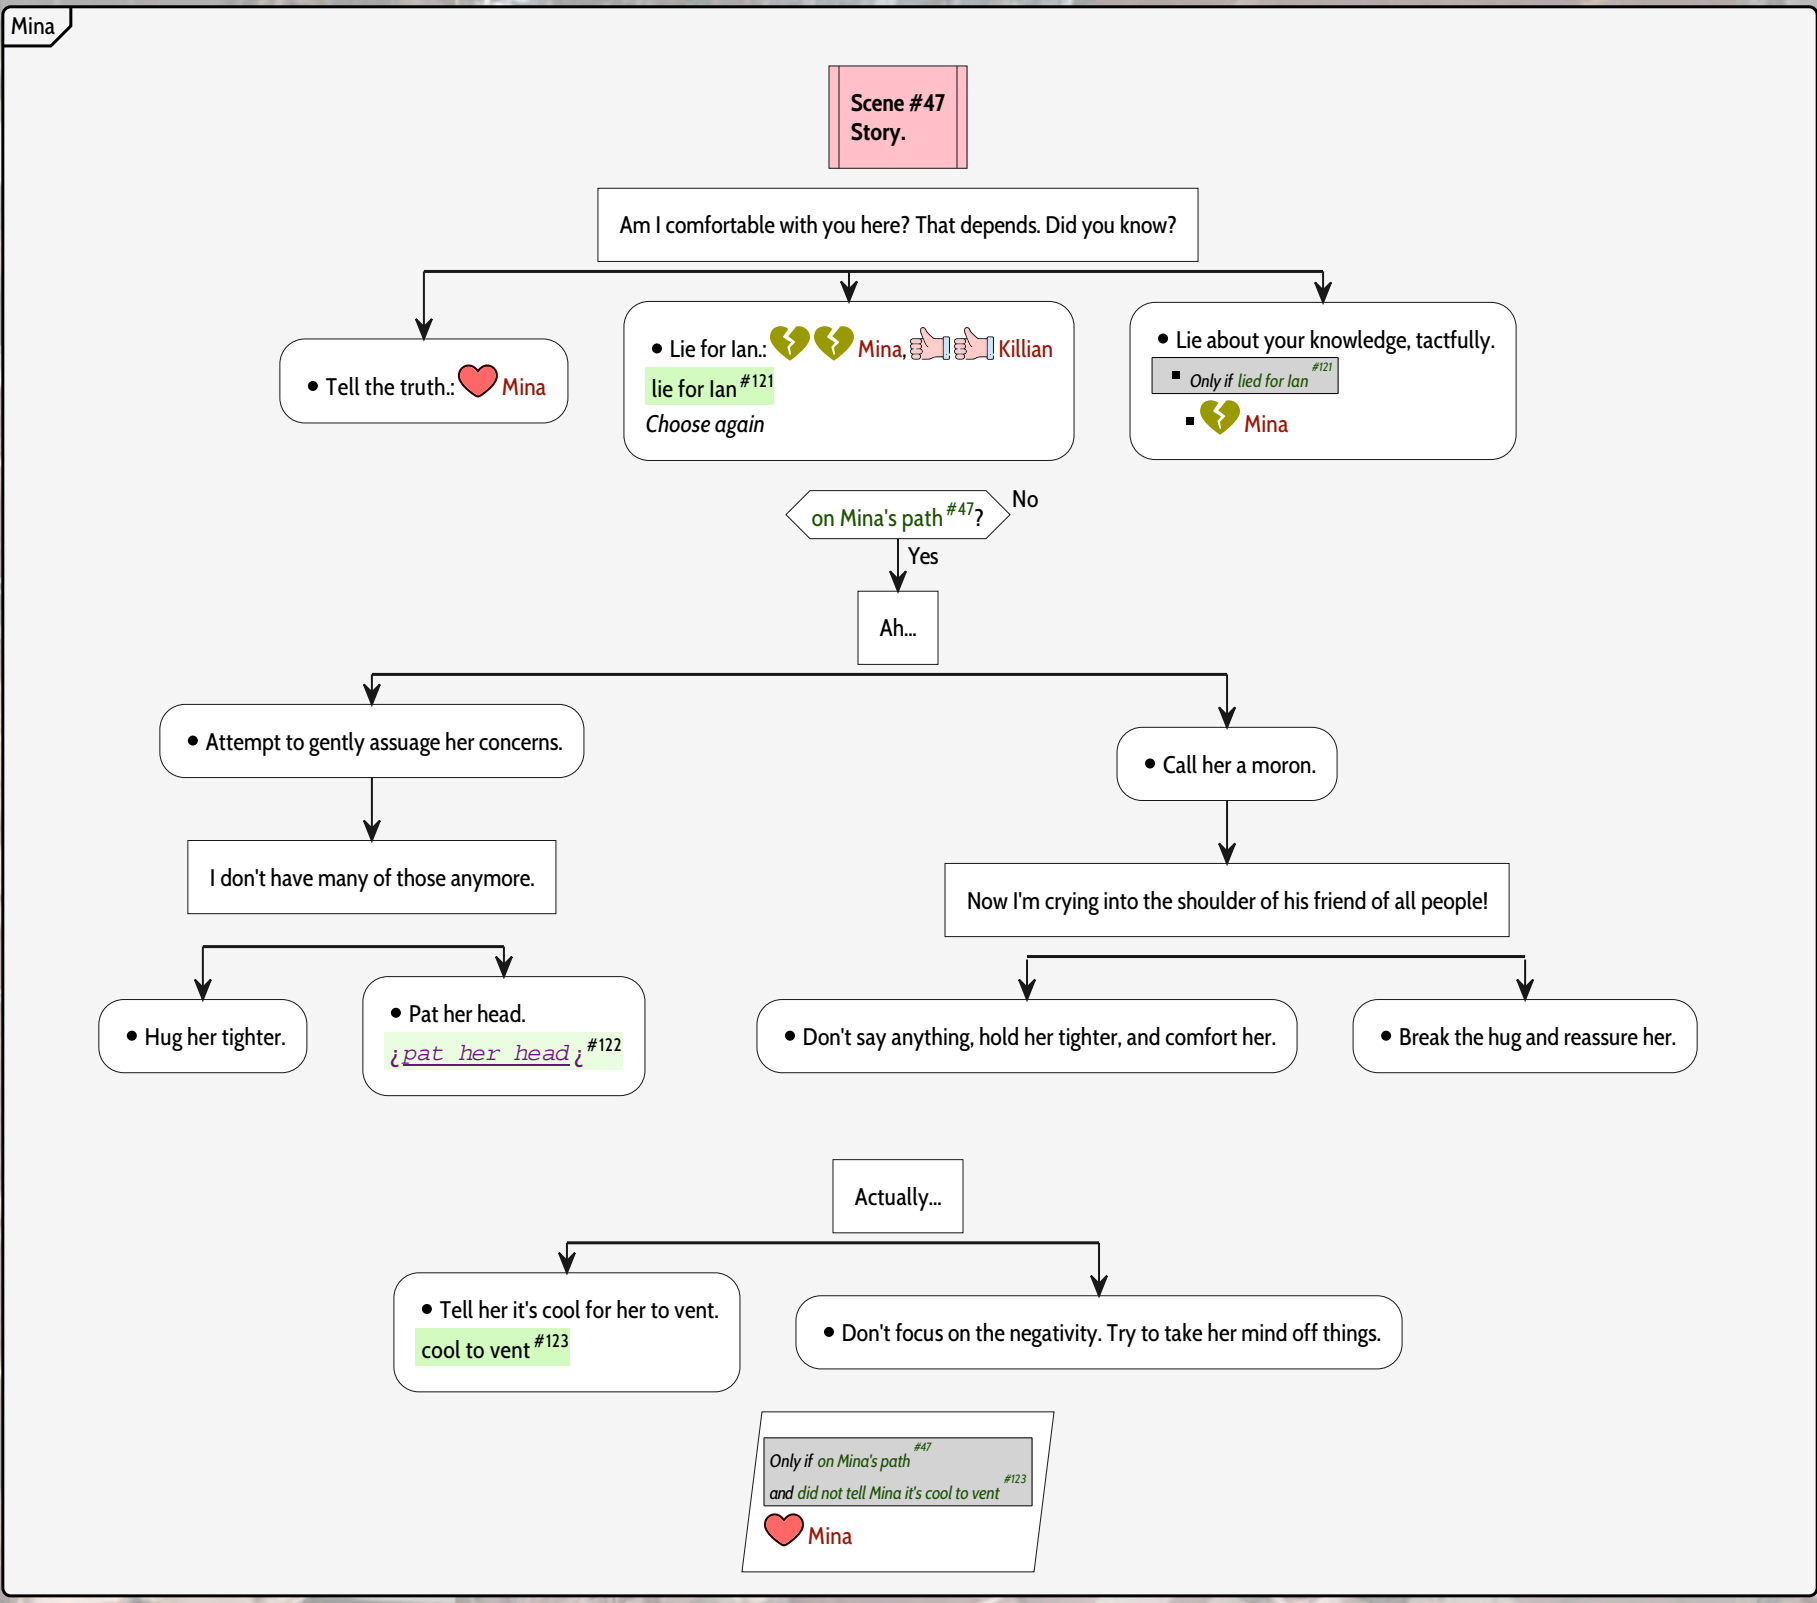 Mina
Scene #47
Story.
Am I comfortable with you here? That depends. Did you know?
• Tell the truth.: Mina
• Lie for Ian.: Mina, Killian
lie for Ian #121
Choose again
• Lie about your knowledge, tactfully.
▪ Only if lied for Ian #121
▪ Mina
on Mina's path #47?
No
Yes
Ah...
• Attempt to gently assuage her concerns.
• Call her a moron.
I don't have many of those anymore.
Now I'm crying into the shoulder of his friend of all people!
• Hug her tighter.
• Pat her head.
¿pat her head¿ #122
• Don't say anything, hold her tighter, and comfort her.
• Break the hug and reassure her.
Actually...
• Tell her it's cool for her to vent.
cool to vent #123
• Don't focus on the negativity. Try to take her mind off things.
Only if on Mina's path #47
and did not tell Mina it's cool to vent #123
Mina